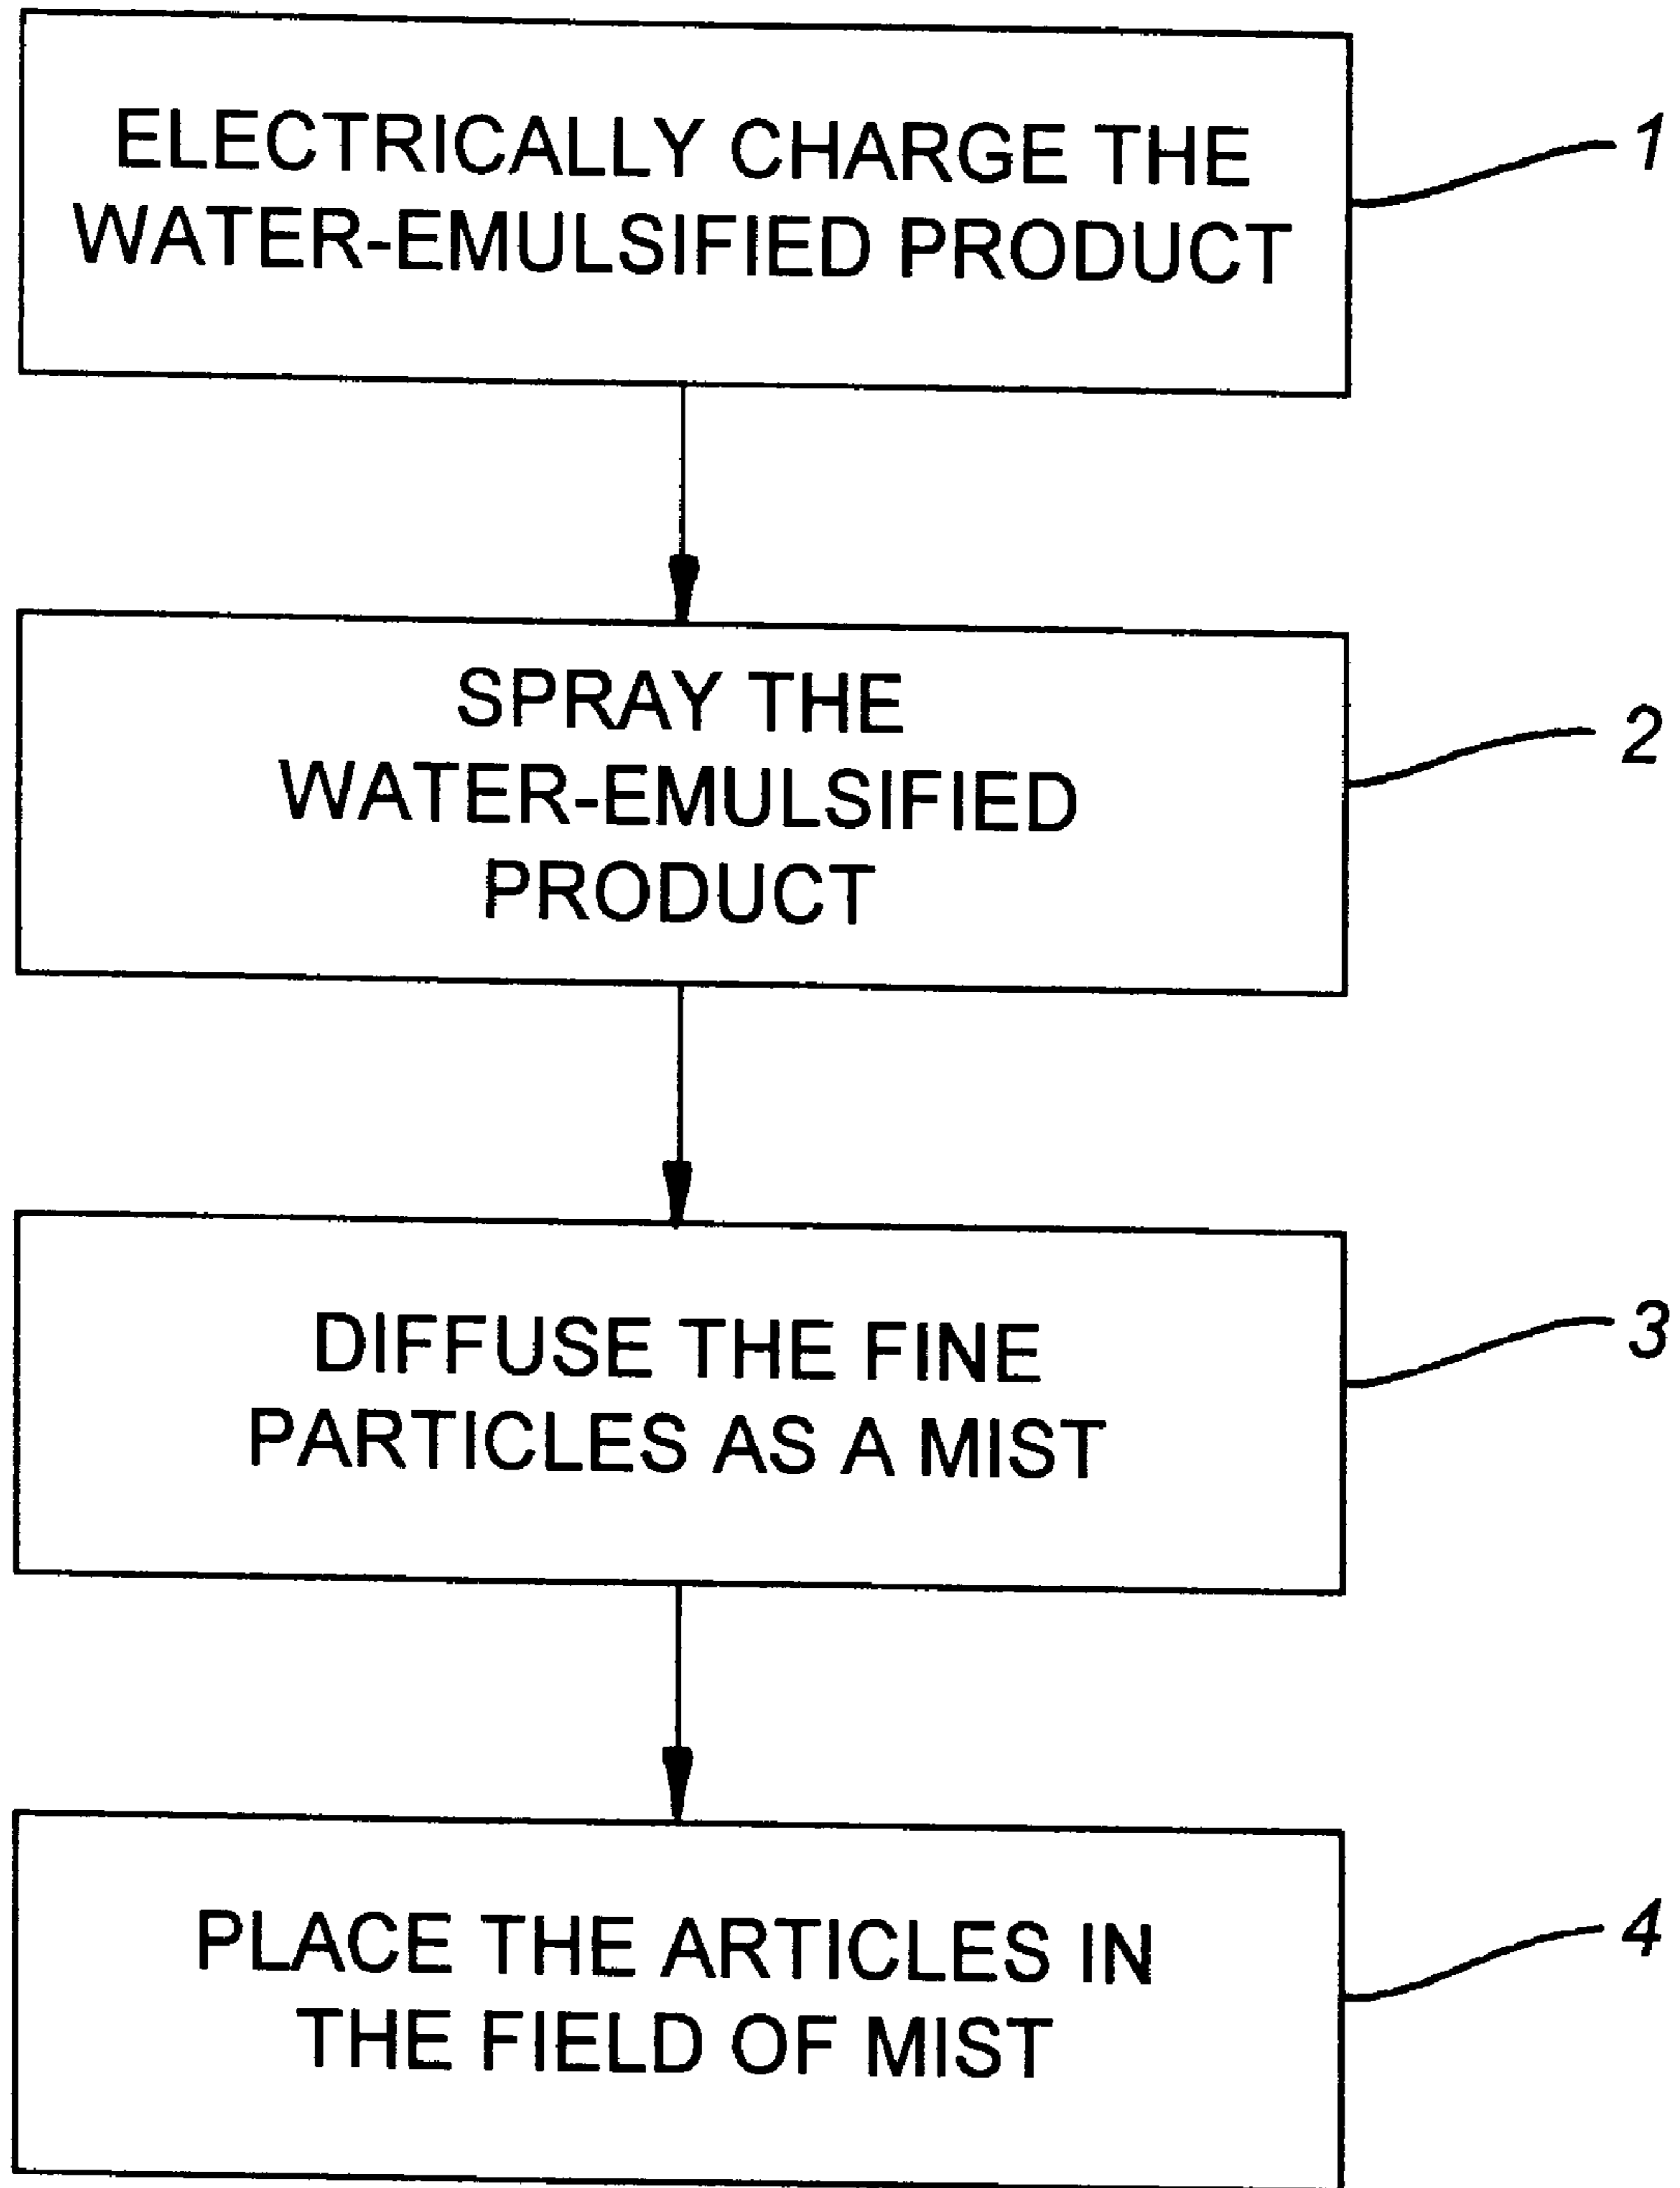 ELECTRICALLY CHARGE THE
WATER-EMULSIFIED PRODUCT
1
SPRAY THE
WATER-EMULSIFIED
PRODUCT
2
DIFFUSE THE FINE
PARTICLES AS A MIST
3
PLACE THE ARTICLES IN
THE FIELD OF MIST
4